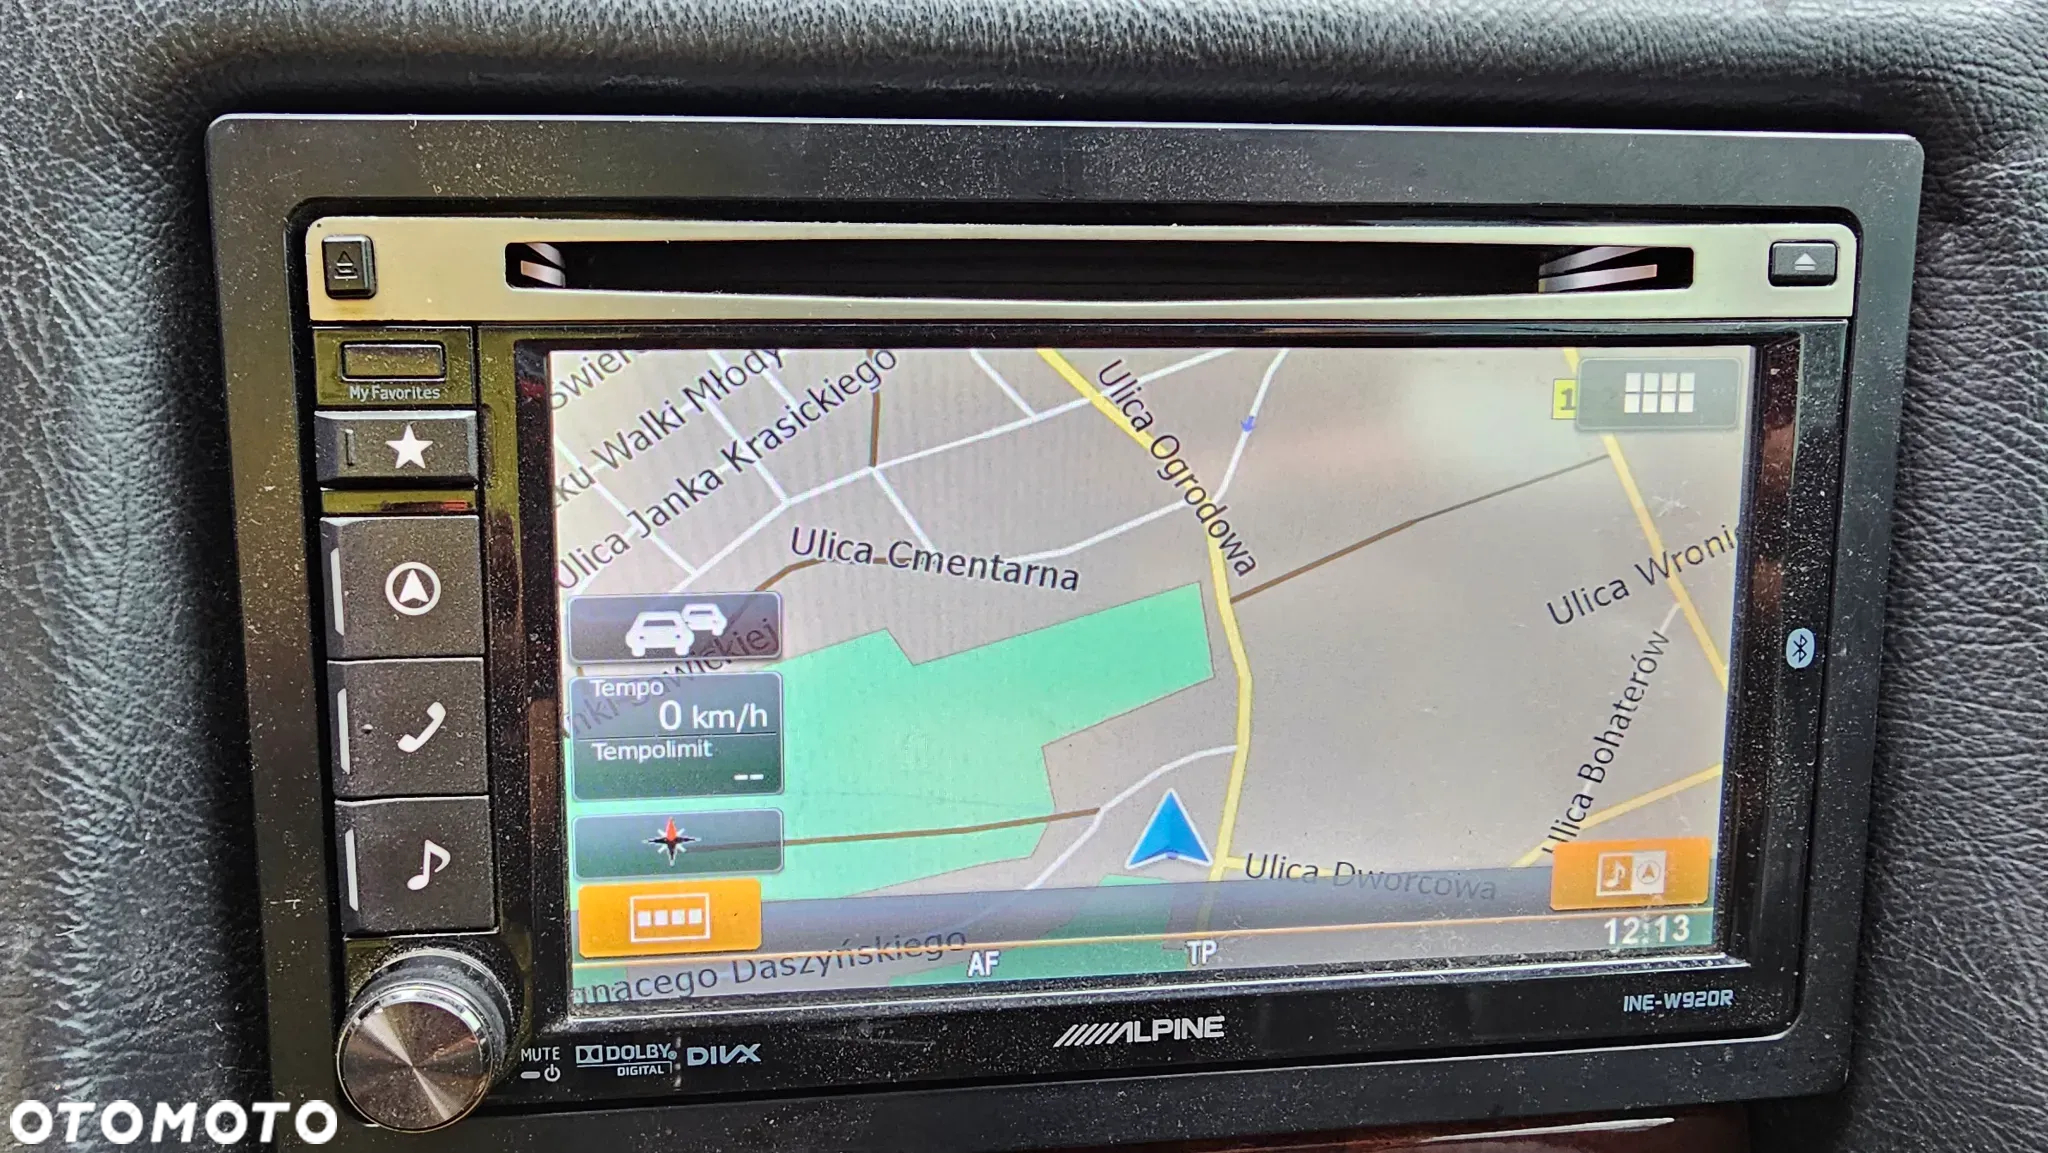 My Favorites
Ulica Janka Krasickiego
Walki Młody
Ulica Ogrodowa
1
Ulica Cmentarna
Ulica Wroni
Ulica Bohaterów
Tempo
0 km/h
Tempolimit
--
Ulica Dworcowa
nacego Daszyńskiego
AF
TP
12:13
INE-W920R
ALPINE
MUTE
DOLBY
DIGITAL
DIVX
OTOMOTO